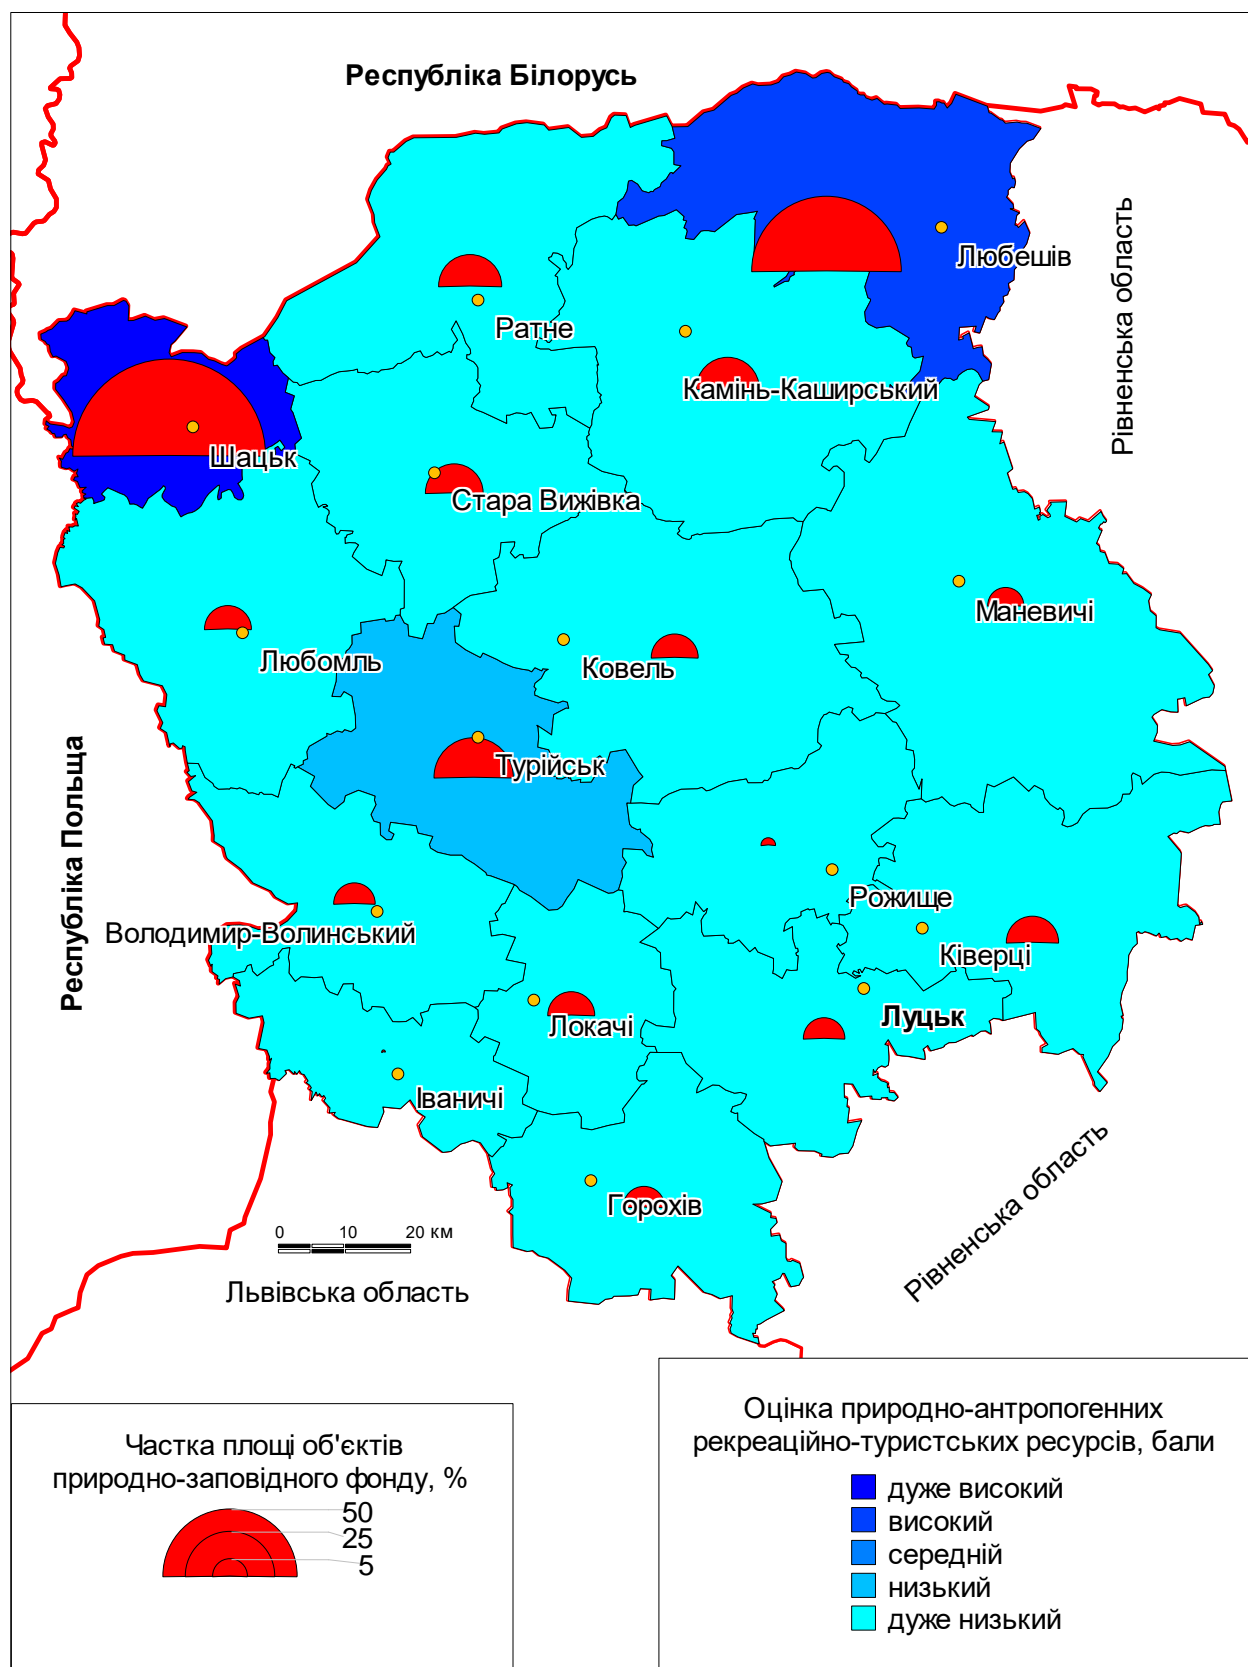 Республіка Білорусь
Рівненська область
Любешів
Ратне
Камінь-Каширський
Шацьк
Стара Вижівка
Маневичі
Любомль
Ковель
Турійськ
Республіка Польща
Рожище
Володимир-Волинський
Ківерці
Луцьк
Локачі
Іваничі
Горохів
Рівненська область
0 10 20 км
Львівська область
Частка площі об'єктів
природно-заповідного фонду, %
50
25
5
Оцінка природно-антропогенних
рекреаційно-туристських ресурсів, бали
дуже високий
високий
середній
низький
дуже низький